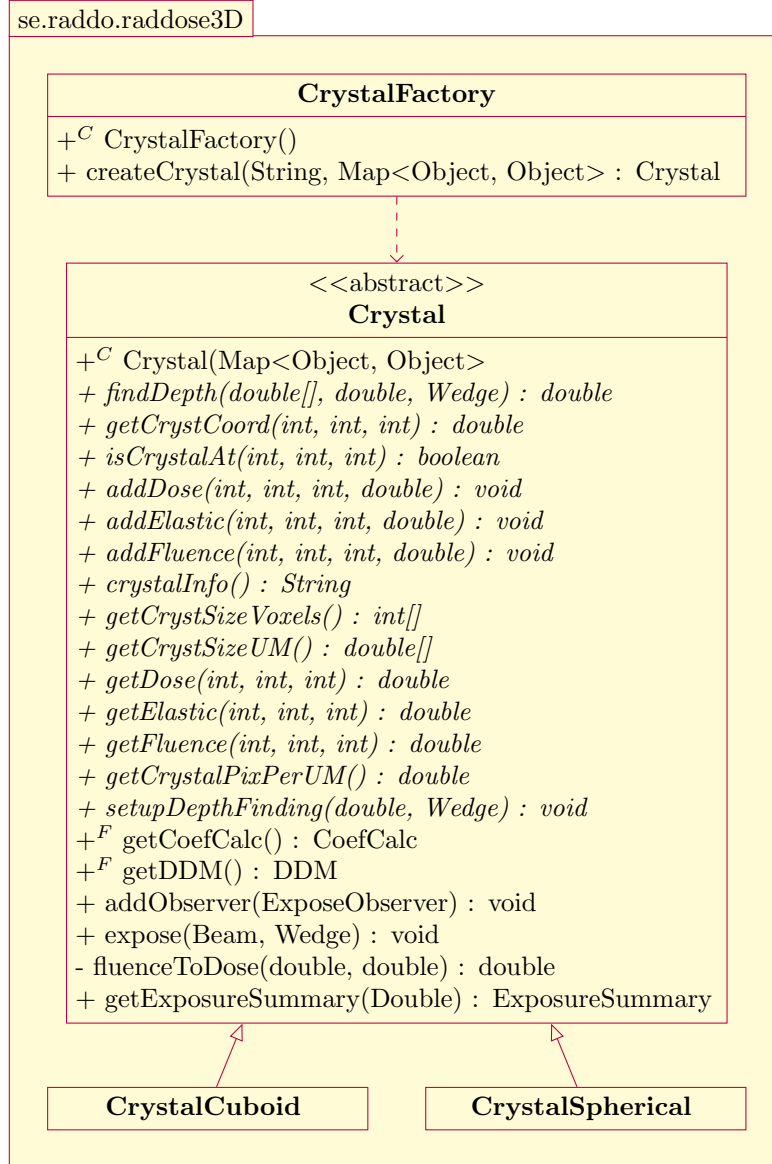 se.raddo.raddose3D
CrystalFactory
+C CrystalFactory()
+ createCrystal(String, Map<Object, Object> : Crystal
<<abstract>>
Crystal
+C Crystal(Map<Object, Object>
+ findDepth(double[], double, Wedge) : double
+ getCrystCoord(int, int, int) : double
+ isCrystalAt(int, int, int) : boolean
+ addDose(int, int, int, double) : void
+ addElastic(int, int, int, double) : void
+ addFluence(int, int, int, double) : void
+ crystalInfo() : String
+ getCrystSizeVoxels() : int[]
+ getCrystSizeUM() : double[]
+ getDose(int, int, int) : double
+ getElastic(int, int, int) : double
+ getFluence(int, int, int) : double
+ getCrystalPixPerUM() : double
+ setupDepthFinding(double, Wedge) : void
+F getCoefCalc() : CoefCalc
+F getDDM() : DDM
+ addObserver(ExposeObserver) : void
+ expose(Beam, Wedge) : void
- fluenceToDose(double, double) : double
+ getExposureSummary(Double) : ExposureSummary
CrystalCuboid
CrystalSpherical